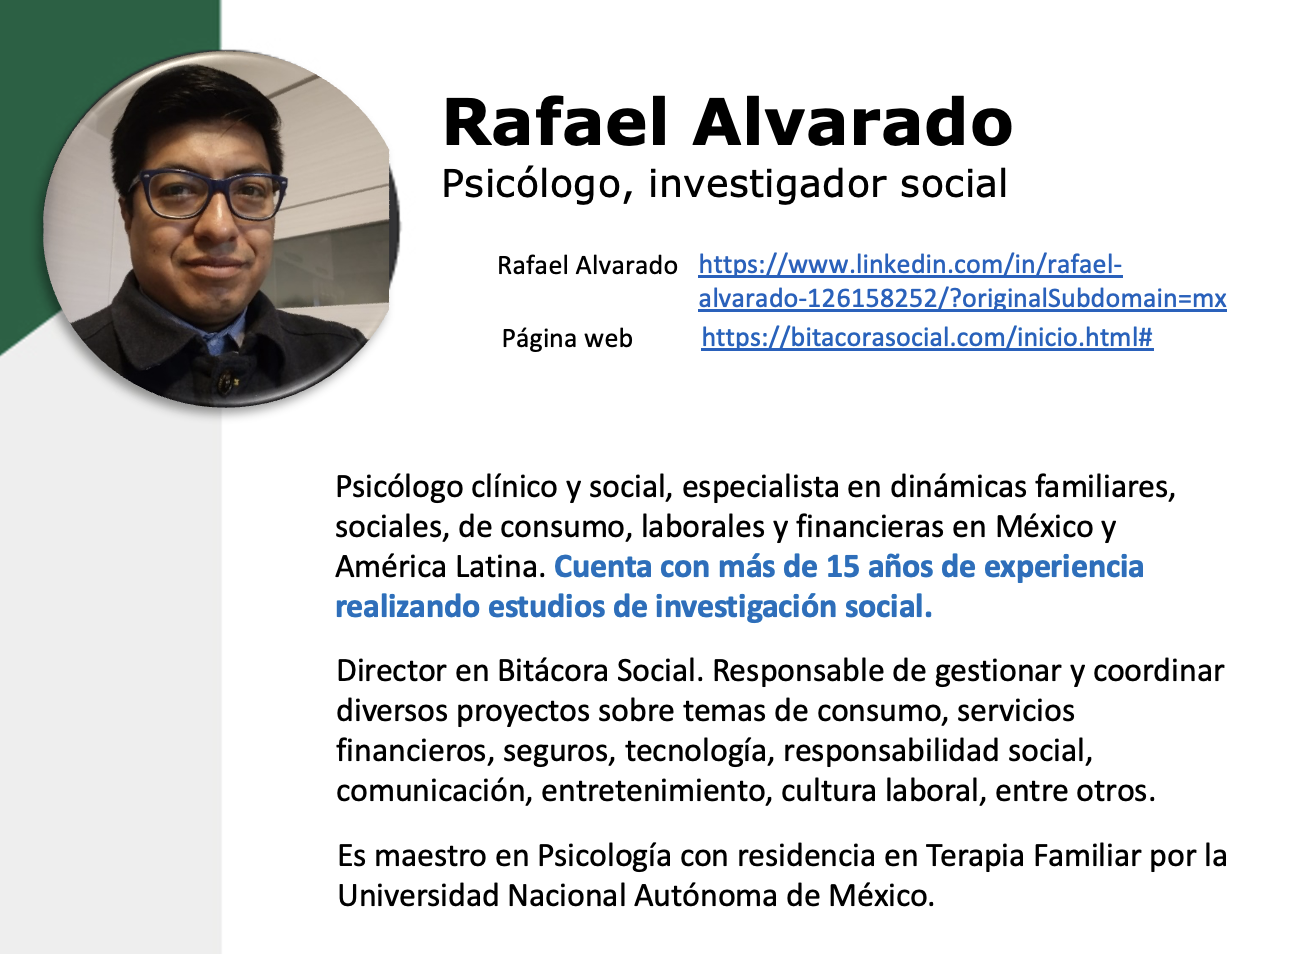 Rafael Alvarado
Psicólogo, investigador social
Rafael Alvarado https://www.linkedin.com/in/rafael-
alvarado-126158252/?originalSubdomain=mx
Página web https://bitacorasocial.com/inicio.html#
Psicólogo clínico y social, especialista en dinámicas familiares,
sociales, de consumo, laborales y financieras en México y
América Latina. Cuenta con más de 15 años de experiencia
realizando estudios de investigación social.
Director en Bitácora Social. Responsable de gestionar y coordinar
diversos proyectos sobre temas de consumo, servicios
financieros, seguros, tecnología, responsabilidad social,
comunicación, entretenimiento, cultura laboral, entre otros.
Es maestro en Psicología con residencia en Terapia Familiar por la
Universidad Nacional Autónoma de México.